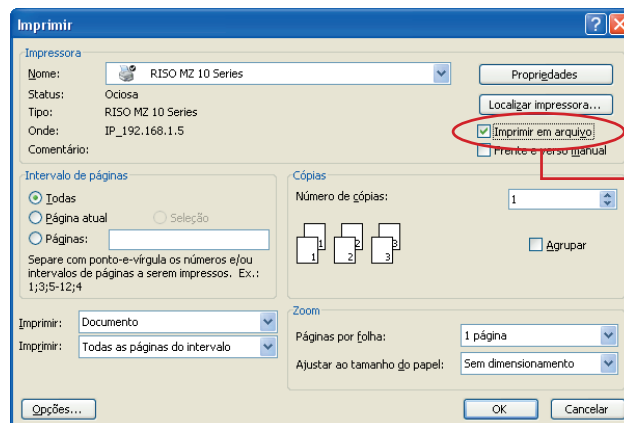 Imprimir
Impressora
Nome: RISO MZ 10 Series
Propriedades
Status: Ociosa
Localizar impressora...
Tipo: RISO MZ 10 Series
Onde: IP_192.168.1.5
Imprimir em arquivo
Comentário:
Frente e verso manual
Intervalo de páginas
Todas
Página atual
Seleção
Páginas:
Separe com ponto-e-vírgula os números e/ou
intervalos de páginas a serem impressos. Ex.:
1;3;5-12;4
Cópias
Número de cópias: 1
1 1 2 2 3 3
Agrupar
Imprimir: Documento
Imprimir: Todas as páginas do intervalo
Zoom
Páginas por folha: 1 página
Ajustar ao tamanho do papel: Sem dimensionamento
Opções...
OK
Cancelar